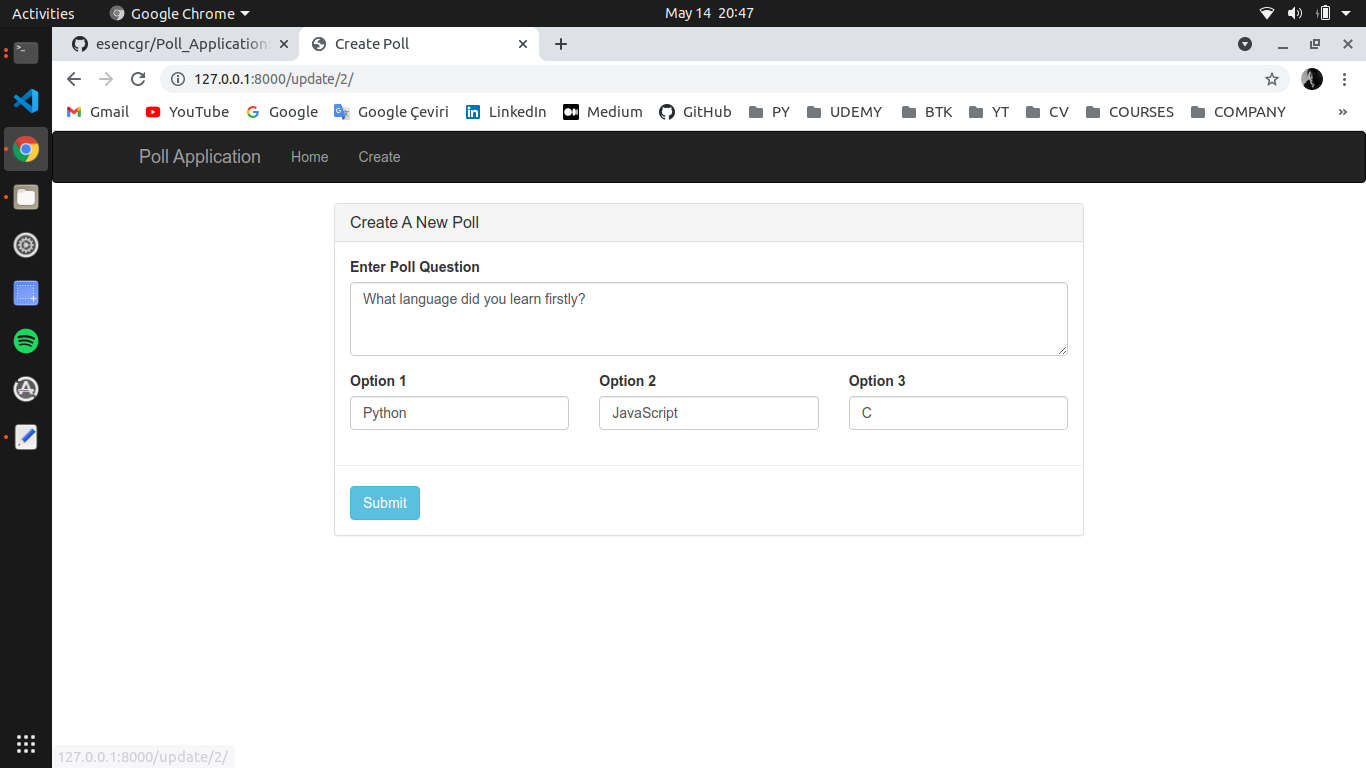 Activities Google Chrome May 14 20:47
esencgr/Poll_Application: Create Poll
127.0.0.1:8000/update/2/
Gmail YouTube Google Google Çeviri LinkedIn Medium GitHub PY UDEMY BTK YT CV COURSES COMPANY »
Poll Application Home Create
Create A New Poll
Enter Poll Question
What language did you learn firstly?
Option 1 Option 2 Option 3
Python JavaScript C
Submit
127.0.0.1:8000/update/2/